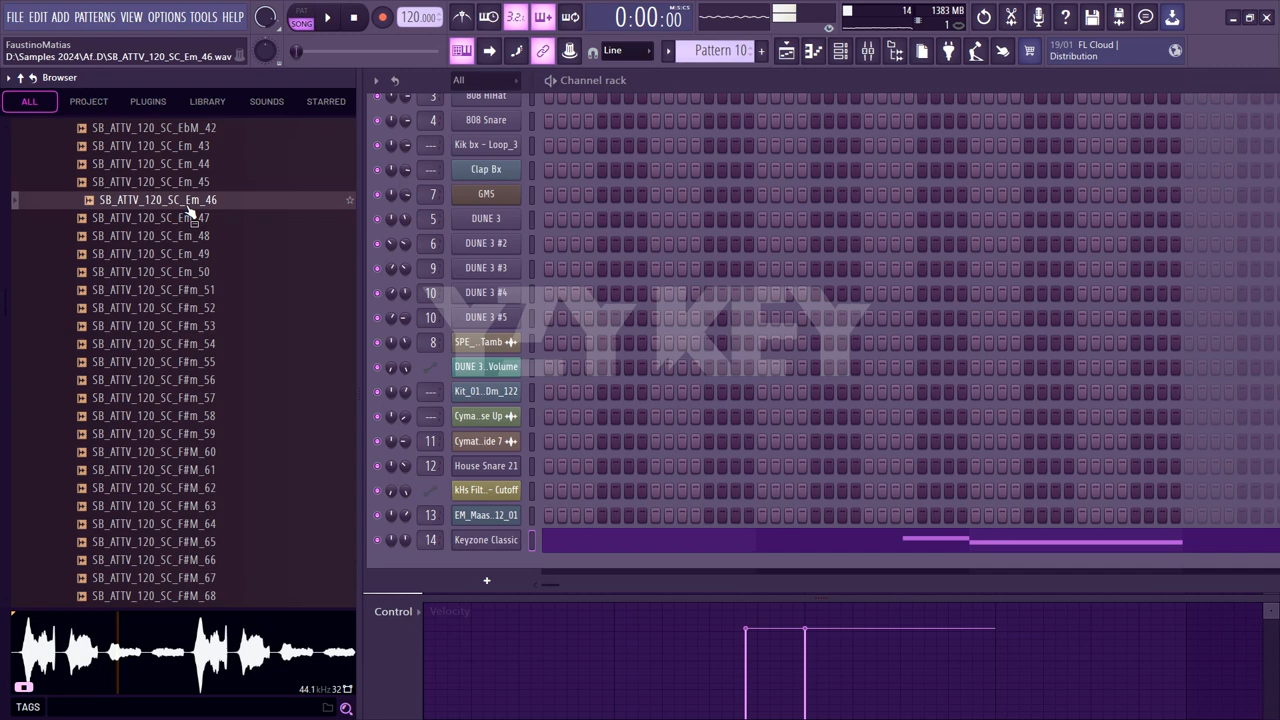 FILE EDIT ADD PATTERNS VIEW OPTIONS TOOLS HELP
PAT
SONG
120.000
3.2.
0:00:00
M:S:CS
14
1383 MB
1
FaustinoMatias
D:\Samples 2024\Af..D\SB_ATTV_120_SC_Em_46.wav
Line
Pattern 10
19/01 FL Cloud |
Distribution
Browser
All
Channel rack
ALL
PROJECT
PLUGINS
LIBRARY
SOUNDS
STARRED
SB_ATTV_120_SC_EbM_42
SB_ATTV_120_SC_Em_43
SB_ATTV_120_SC_Em_44
SB_ATTV_120_SC_Em_45
SB_ATTV_120_SC_Em_46
SB_ATTV_120_SC_Em_47
SB_ATTV_120_SC_Em_48
SB_ATTV_120_SC_Em_49
SB_ATTV_120_SC_Em_50
SB_ATTV_120_SC_F#m_51
SB_ATTV_120_SC_F#m_52
SB_ATTV_120_SC_F#m_53
SB_ATTV_120_SC_F#m_54
SB_ATTV_120_SC_F#m_55
SB_ATTV_120_SC_F#m_56
SB_ATTV_120_SC_F#m_57
SB_ATTV_120_SC_F#m_58
SB_ATTV_120_SC_F#m_59
SB_ATTV_120_SC_F#M_60
SB_ATTV_120_SC_F#M_61
SB_ATTV_120_SC_F#M_62
SB_ATTV_120_SC_F#M_63
SB_ATTV_120_SC_F#M_64
SB_ATTV_120_SC_F#M_65
SB_ATTV_120_SC_F#M_66
SB_ATTV_120_SC_F#M_67
SB_ATTV_120_SC_F#M_68
3 808 HiHat
4 808 Snare
--- Kik bx - Loop_3
--- Clap Bx
7 GMS
5 DUNE 3
6 DUNE 3 #2
9 DUNE 3 #3
10 DUNE 3 #4
10 DUNE 3 #5
8 SPE_..Tamb
DUNE 3..Volume
--- Kit_01..Dm_122
--- Cyma..se Up
11 Cymat..ide 7
12 House Snare 21
kHs Filt..- Cutoff
13 EM_Maas..12_01
14 Keyzone Classic
YZY KEY
+
Control
Velocity
44.1kHz 32
TAGS